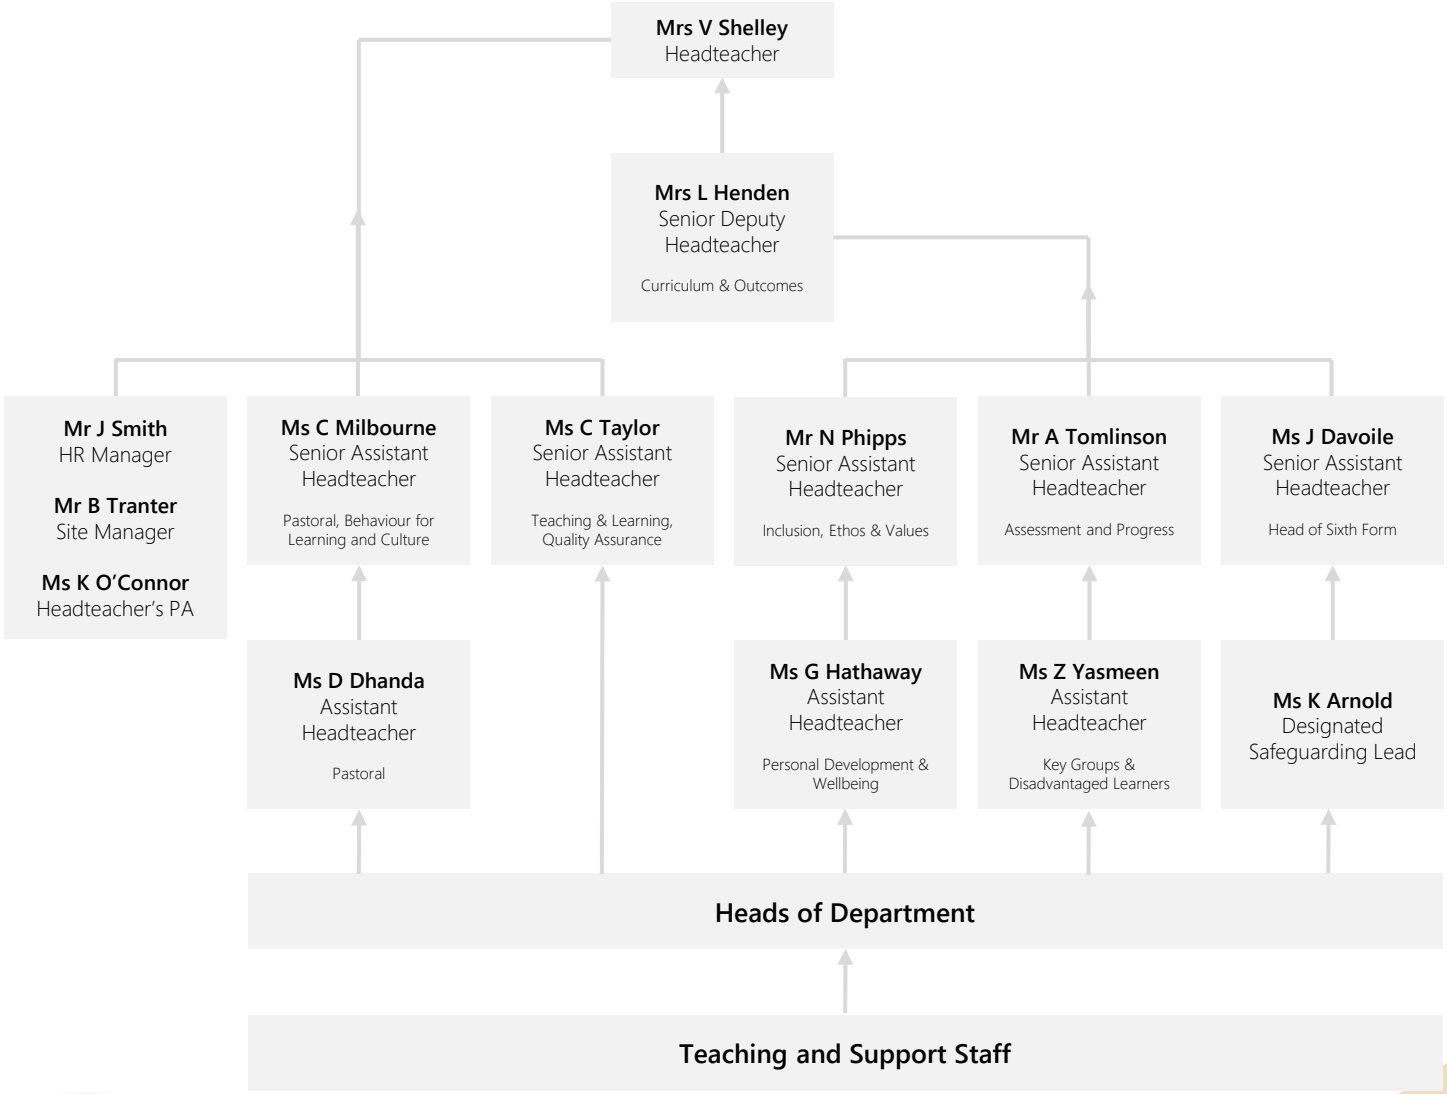 Mrs V Shelley
Headteacher
Mrs L Henden
Senior Deputy
Headteacher
Curriculum & Outcomes
Mr J Smith
HR Manager
Mr B Tranter
Site Manager
Ms K O’Connor
Headteacher’s PA
Ms C Milbourne
Senior Assistant
Headteacher
Pastoral, Behaviour for
Learning and Culture
Ms C Taylor
Senior Assistant
Headteacher
Teaching & Learning,
Quality Assurance
Mr N Phipps
Senior Assistant
Headteacher
Inclusion, Ethos & Values
Mr A Tomlinson
Senior Assistant
Headteacher
Assessment and Progress
Ms J Davoile
Senior Assistant
Headteacher
Head of Sixth Form
Ms D Dhanda
Assistant
Headteacher
Pastoral
Ms G Hathaway
Assistant
Headteacher
Personal Development &
Wellbeing
Ms Z Yasmeen
Assistant
Headteacher
Key Groups &
Disadvantaged Learners
Ms K Arnold
Designated
Safeguarding Lead
Heads of Department
Teaching and Support Staff